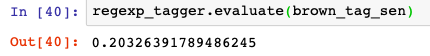 In [40]: regexp_tagger.evaluate(brown_tag_sen)
Out[40]: 0.20326391789486245